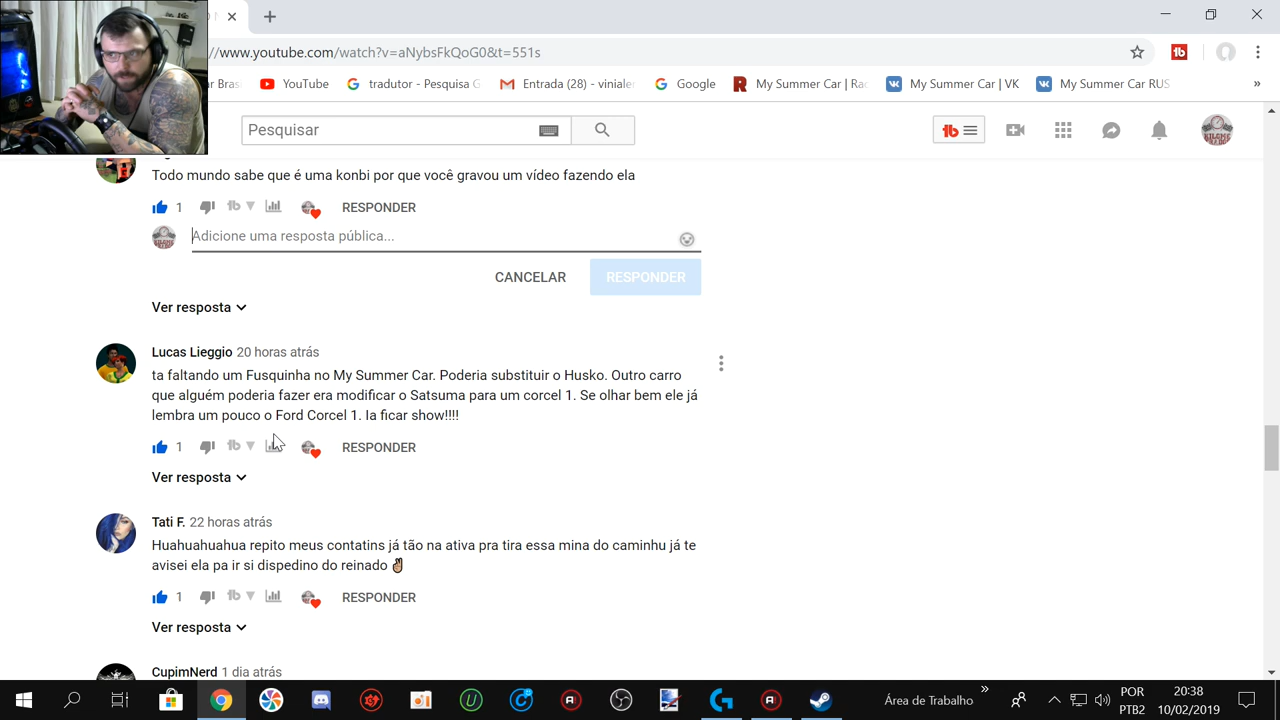 //www.youtube.com/watch?v=aNybsFkQoG0&t=551s
YouTube
tradutor - Pesquisa G
Entrada (28) - vinialer
Google
My Summer Car | Ra
My Summer Car | VK
My Summer Car RUS
»
Pesquisar
Todo mundo sabe que é uma konbi por que você gravou um vídeo fazendo ela
1 RESPONDER
Adicione uma resposta pública...
CANCELAR RESPONDER
Ver resposta
Lucas Lieggio 20 horas atrás
ta faltando um Fusquinha no My Summer Car. Poderia substituir o Husko. Outro carro
que alguém poderia fazer era modificar o Satsuma para um corcel 1. Se olhar bem ele já
lembra um pouco o Ford Corcel 1. Ia ficar show!!!!
1 RESPONDER
Ver resposta
Tati F. 22 horas atrás
Huahuahuahua repito meus contatins já tão na ativa pra tira essa mina do caminhu já te
avisei ela pa ir si dispedino do reinado ✌🏼
1 RESPONDER
Ver resposta
CupimNerd 1 dia atrás
Área de Trabalho »
POR
PTB2
20:38
10/02/2019